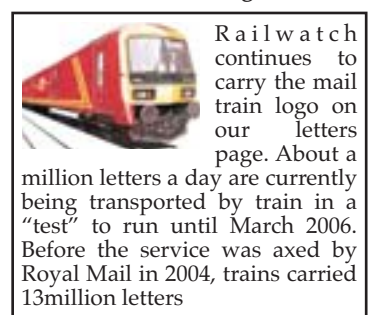 Railwatch
continues to
carry the mail
train logo on
our letters
page. About a
million letters a day are currently
being transported by train in a
“test” to run until March 2006.
Before the service was axed by
Royal Mail in 2004, trains carried
13million letters